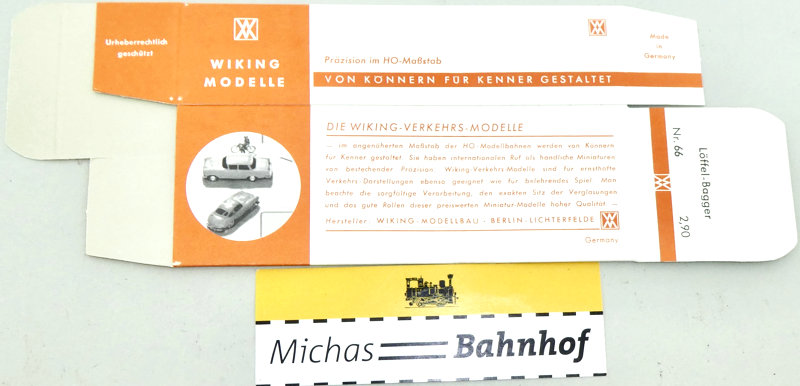 Urheberrechtlich
geschützt
WIKING
MODELLE
Präzision im HO-Maßstab
VON KÖNNERN FÜR KENNER GESTALTET
Made
in
Germany
DIE WIKING-VERKEHRS-MODELLE
— im angenäherten Maßstab der HO Modellbahnen werden von Könnern
für Kenner gestaltet. Sie haben internationalen Ruf als handliche Miniaturen
von bestechender Präzision. Wiking-Verkehrs-Modelle sind für ernsthafte
Verkehrs-Darstellungen ebenso geeignet wie für belehrendes Spiel. Man
beachte die sorgfältige Verarbeitung, den exakten Sitz der Verglasungen
und das gute Rollen dieser preiswerten Miniatur-Modelle hoher Qualität —
Hersteller: WIKING-MODELLBAU - BERLIN-LICHTERFELDE
Germany
Nr. 66
Löffel-Bagger
2,90
Michas Bahnhof